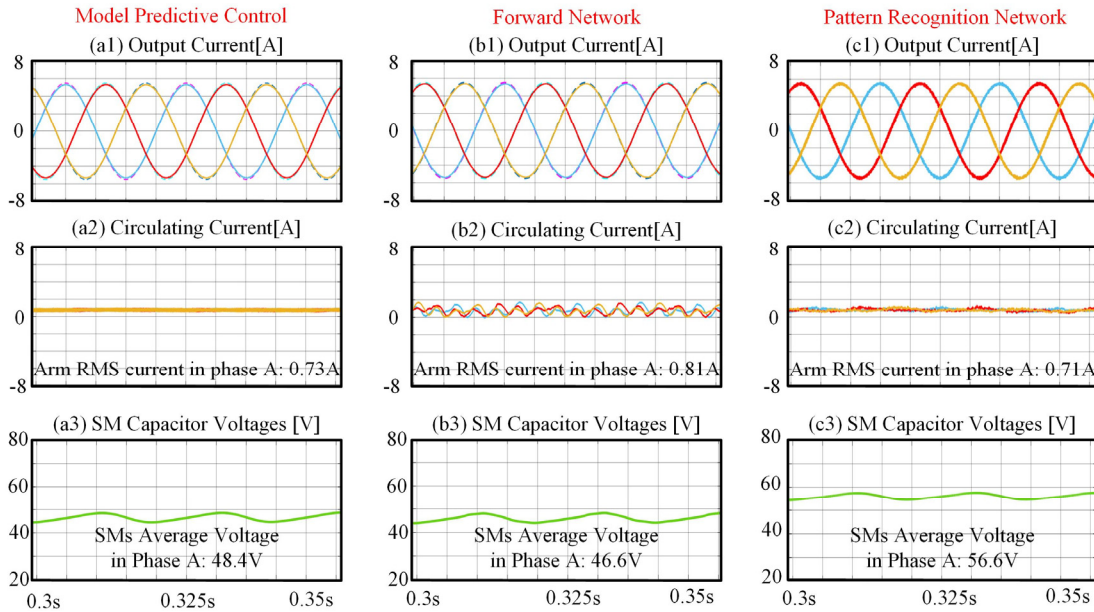 Model Predictive Control
Forward Network
Pattern Recognition Network
(a1) Output Current[A]
(b1) Output Current[A]
(c1) Output Current[A]
8
0
-8
8
0
-8
8
0
-8
(a2) Circulating Current[A]
(b2) Circulating Current[A]
(c2) Circulating Current[A]
8
0
-8
Arm RMS current in phase A: 0.73A
8
0
-8
Arm RMS current in phase A: 0.81A
8
0
-8
Arm RMS current in phase A: 0.71A
(a3) SM Capacitor Voltages [V]
(b3) SM Capacitor Voltages [V]
(c3) SM Capacitor Voltages [V]
80
60
40
20
SMs Average Voltage
in Phase A: 48.4V
0.3s 0.325s 0.35s
80
60
40
20
SMs Average Voltage
in Phase A: 46.6V
0.3s 0.325s 0.35s
80
60
40
20
SMs Average Voltage
in Phase A: 56.6V
0.3s 0.325s 0.35s